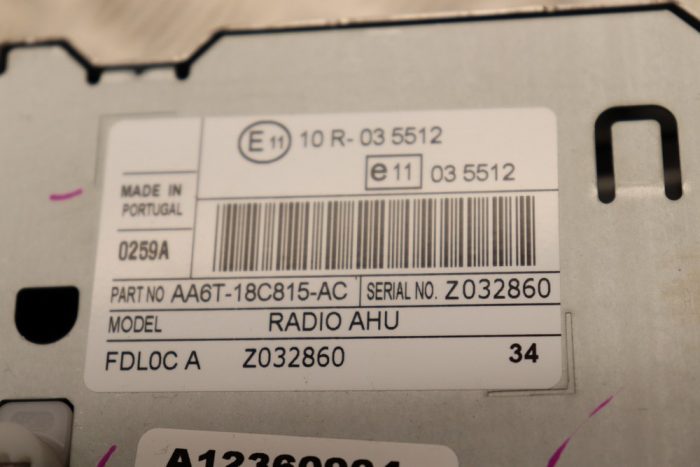 E11 10 R- 03 5512
e11 03 5512
MADE IN
PORTUGAL
0259A
PART NO AA6T-18C815-AC SERIAL NO. Z032860
MODEL RADIO AHU
FDL0C A Z032860 34